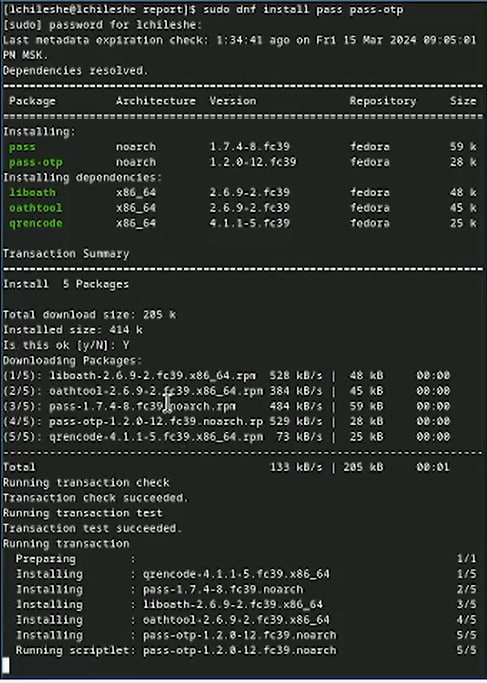 [lchileshe@lchileshe report]$ sudo dnf install pass pass-otp
[sudo] password for lchileshe:
Last metadata expiration check: 1:34:41 ago on Fri 15 Mar 2024 09:05:01
PM MSK.
Dependencies resolved.
Package Architecture Version Repository Size
Installing:
pass noarch 1.7.4-8.fc39 fedora 59 k
pass-otp noarch 1.2.0-12.fc39 fedora 28 k
Installing dependencies:
liboath x86_64 2.6.9-2.fc39 fedora 48 k
oathtool x86_64 2.6.9-2.fc39 fedora 45 k
qrencode x86_64 4.1.1-5.fc39 fedora 25 k
Transaction Summary
Install 5 Packages
Total download size: 205 k
Installed size: 414 k
Is this ok [y/N]: Y
Downloading Packages:
(1/5): liboath-2.6.9-2.fc39.x86_64.rpm 528 kB/s | 48 kB 00:00
(2/5): oathtool-2.6.9-2.fc39.x86_64.rpm 384 kB/s | 45 kB 00:00
(3/5): pass-1.7.4-8.fc39.noarch.rpm 484 kB/s | 59 kB 00:00
(4/5): pass-otp-1.2.0-12.fc39.noarch.rp 529 kB/s | 28 kB 00:00
(5/5): qrencode-4.1.1-5.fc39.x86_64.rpm 73 kB/s | 25 kB 00:00
Total 133 kB/s | 205 kB 00:01
Running transaction check
Transaction check succeeded.
Running transaction test
Transaction test succeeded.
Running transaction
Preparing : 1/1
Installing : qrencode-4.1.1-5.fc39.x86_64 1/5
Installing : pass-1.7.4-8.fc39.noarch 2/5
Installing : liboath-2.6.9-2.fc39.x86_64 3/5
Installing : oathtool-2.6.9-2.fc39.x86_64 4/5
Installing : pass-otp-1.2.0-12.fc39.noarch 5/5
Running scriptlet: pass-otp-1.2.0-12.fc39.noarch 5/5